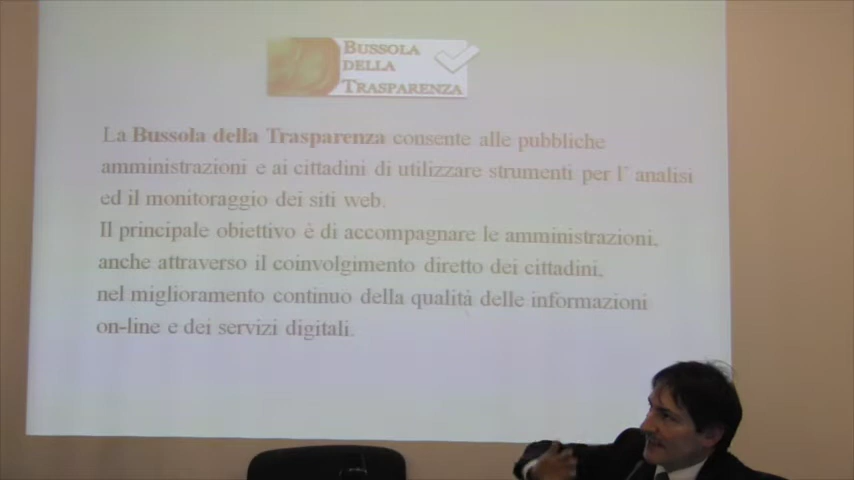 BUSSOLA
DELLA
TRASPARENZA
La Bussola della Trasparenza consente alle pubbliche
amministrazioni e ai cittadini di utilizzare strumenti per l' analisi
ed il monitoraggio dei siti web.
Il principale obiettivo è di accompagnare le amministrazioni,
anche attraverso il coinvolgimento diretto dei cittadini,
nel miglioramento continuo della qualità delle informazioni
on-line e dei servizi digitali.